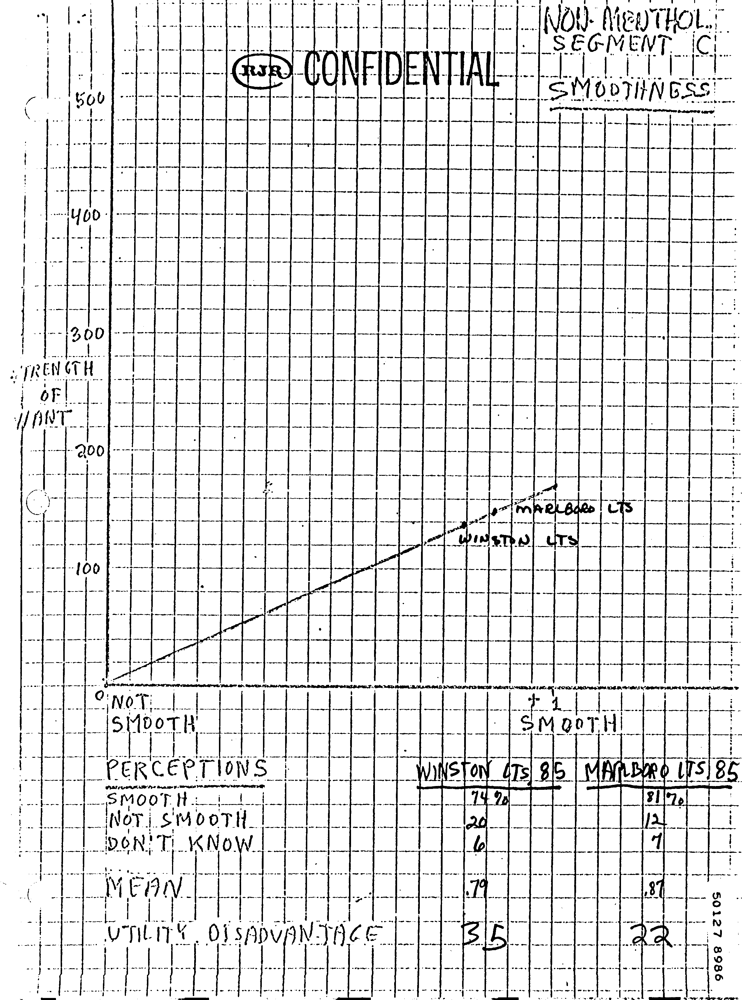 NON-MENTHOL
SEGMENT C
RJR CONFIDENTIAL
SMOOTHNESS
500
400
300
TRENGTH
OF
WANT
200
MARLBORO LTS
WINSTON LTS
100
0
NOT
SMOOTH
+1
SMOOTH
PERCEPTIONS WINSTON LTS 85 MARLBORO LTS 85
SMOOTH 74% 81%
NOT SMOOTH 20 12
DON'T KNOW 6 7
MEAN .79 .87
UTILITY DISADVANTAGE 35 22
50127 8986